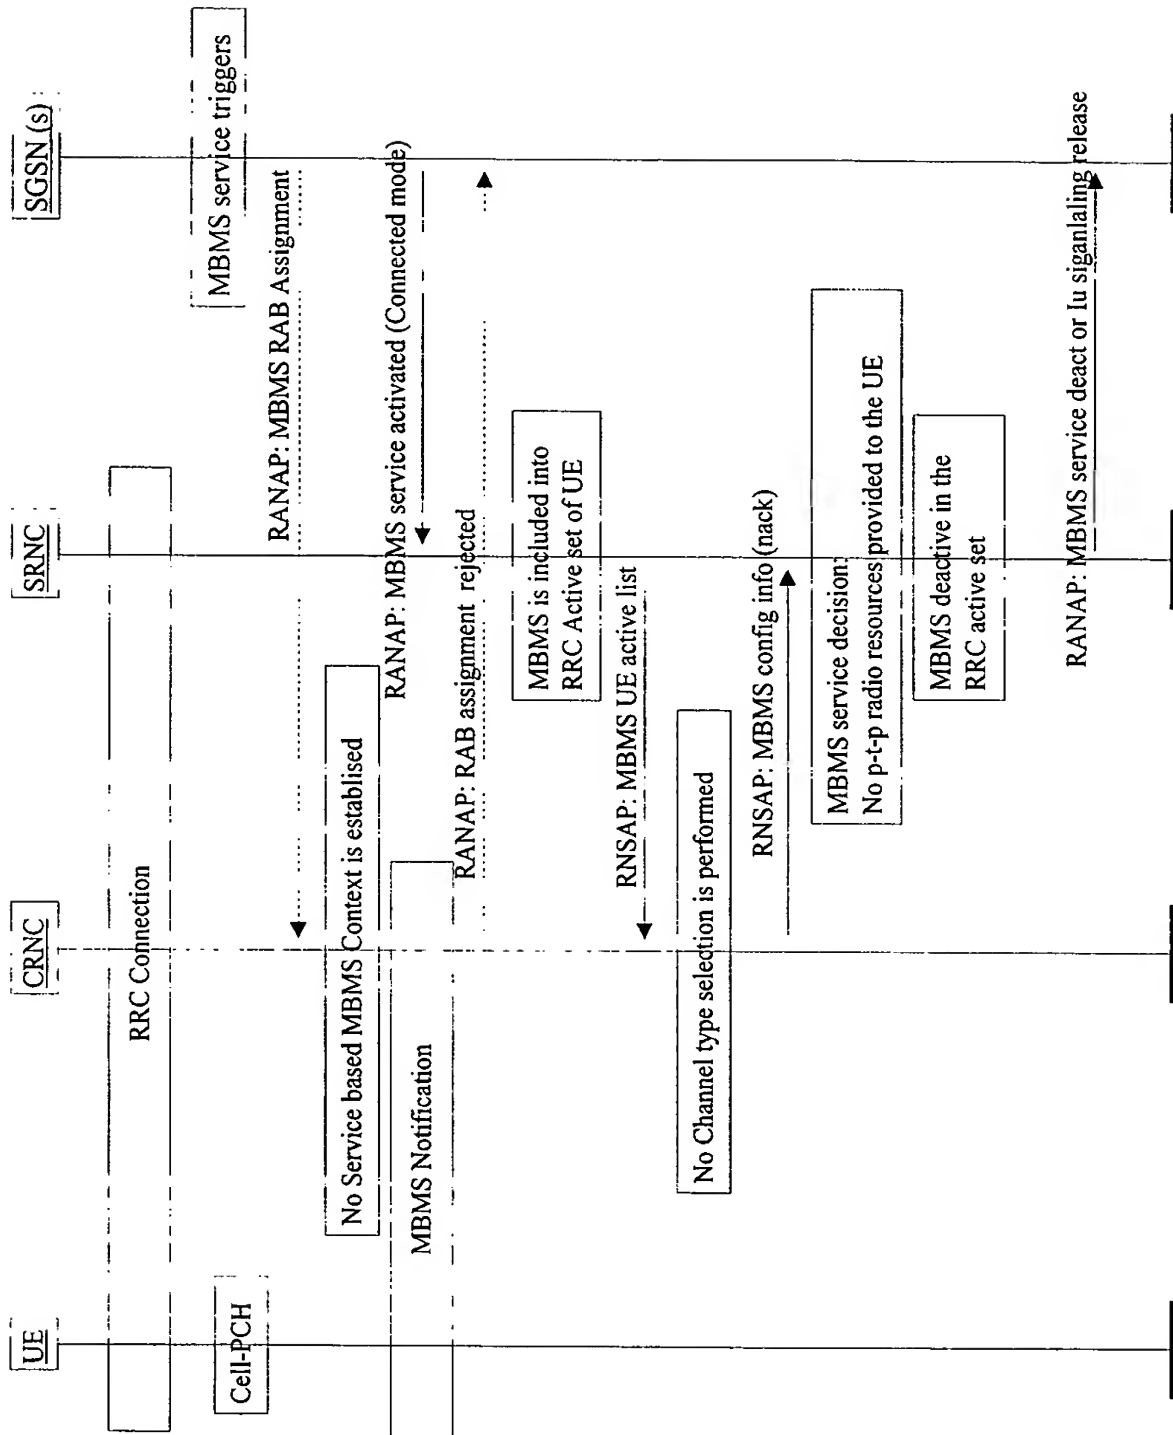 UE
CRNC
SRNC
SGSN (s)
RRC Connection
MBMS service triggers
Cell-PCH
RANAP: MBMS RAB Assignment
No Service based MBMS Context is establised
RANAP: MBMS service activated (Connected mode)
MBMS Notification
RANAP: RAB assignment rejected
MBMS is included into
RRC Active set of UE
RNSAP: MBMS UE active list
No Channel type selection is performed
RNSAP: MBMS config info (nack)
MBMS service decision:
No p-t-p radio resources provided to the UE
MBMS deactive in the
RRC active set
RANAP: MBMS service deact or Iu siganlaling release